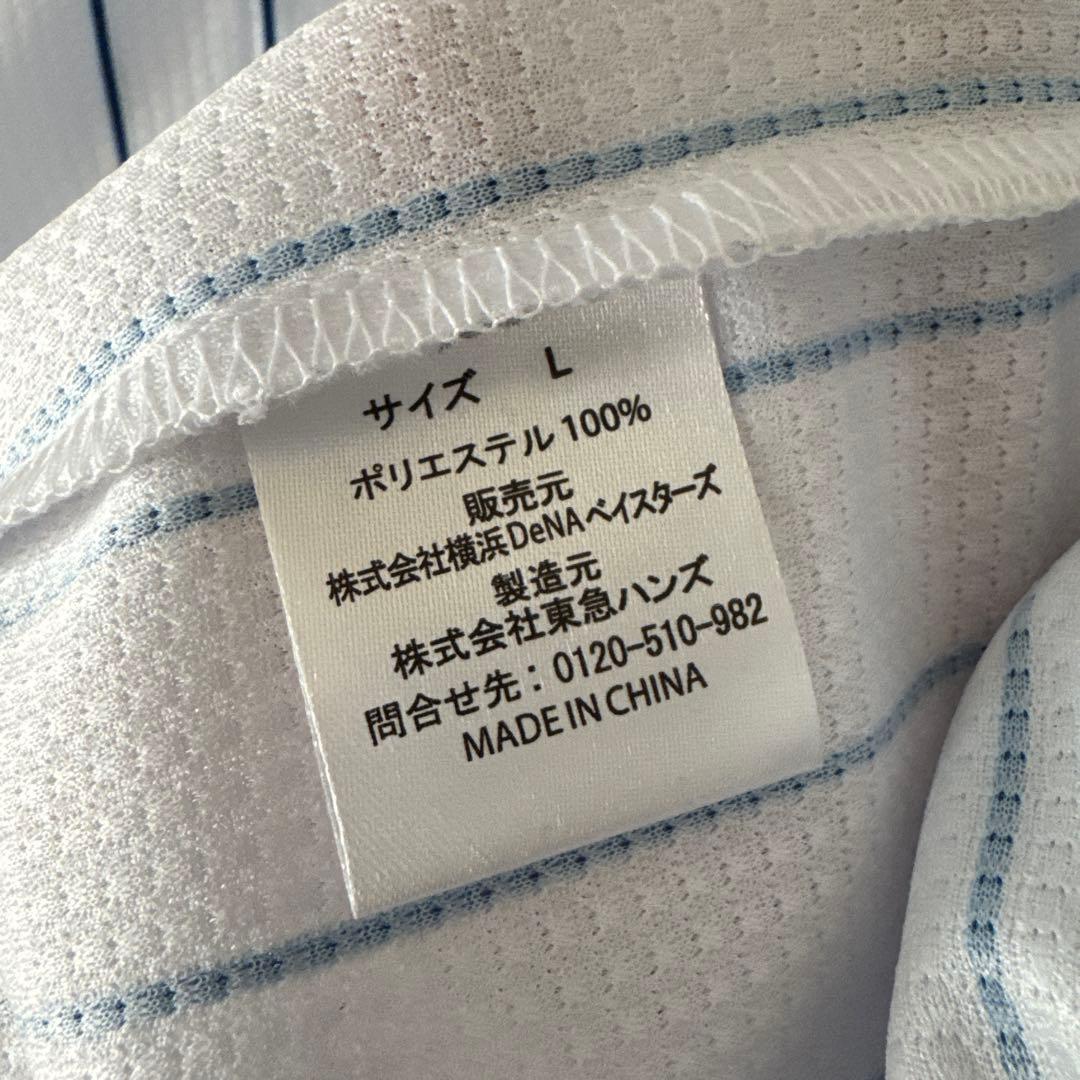 サイズ L
ポリエステル 100%
販売元
株式会社横浜DeNAベイスターズ
製造元
株式会社東急ハンズ
問合せ先：0120-510-982
MADE IN CHINA